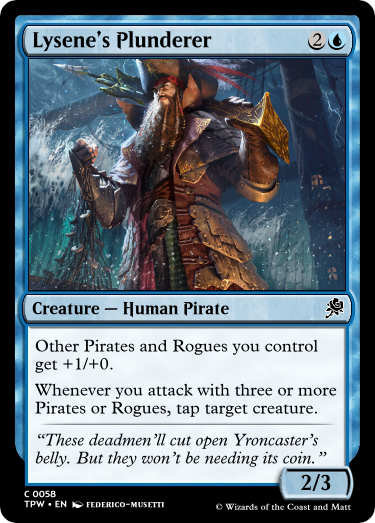 Lysene's Plunderer 2
Creature — Human Pirate
Other Pirates and Rogues you control
get +1/+0.
Whenever you attack with three or more
Pirates or Rogues, tap target creature.
“These deadmen'll cut open Yroncaster's
belly. But they won't be needing its coin.”
2/3
C 0058
TPW • EN FEDERICO-MUSETTI
© Wizards of the Coast and Matt